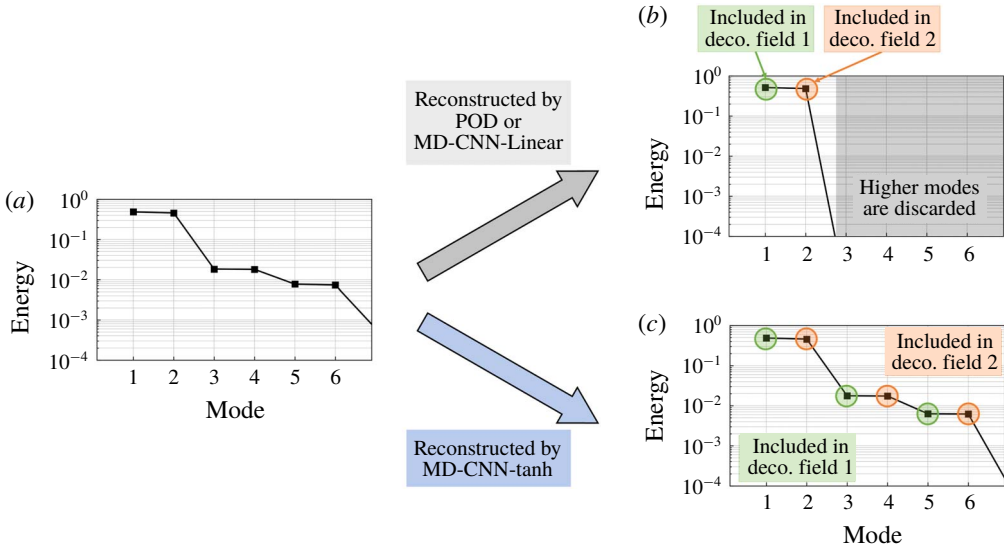 (a)
Energy
10^0
10^-1
10^-2
10^-3
10^-4
1 2 3 4 5 6
Mode
Reconstructed by
POD or
MD-CNN-Linear
Reconstructed by
MD-CNN-tanh
(b)
Included in
deco. field 1
Included in
deco. field 2
Energy
10^0
10^-1
10^-2
10^-3
10^-4
Higher modes
are discarded
1 2 3 4 5 6
(c)
Energy
10^0
10^-1
10^-2
10^-3
10^-4
Included in
deco. field 2
Included in
deco. field 1
1 2 3 4 5 6
Mode